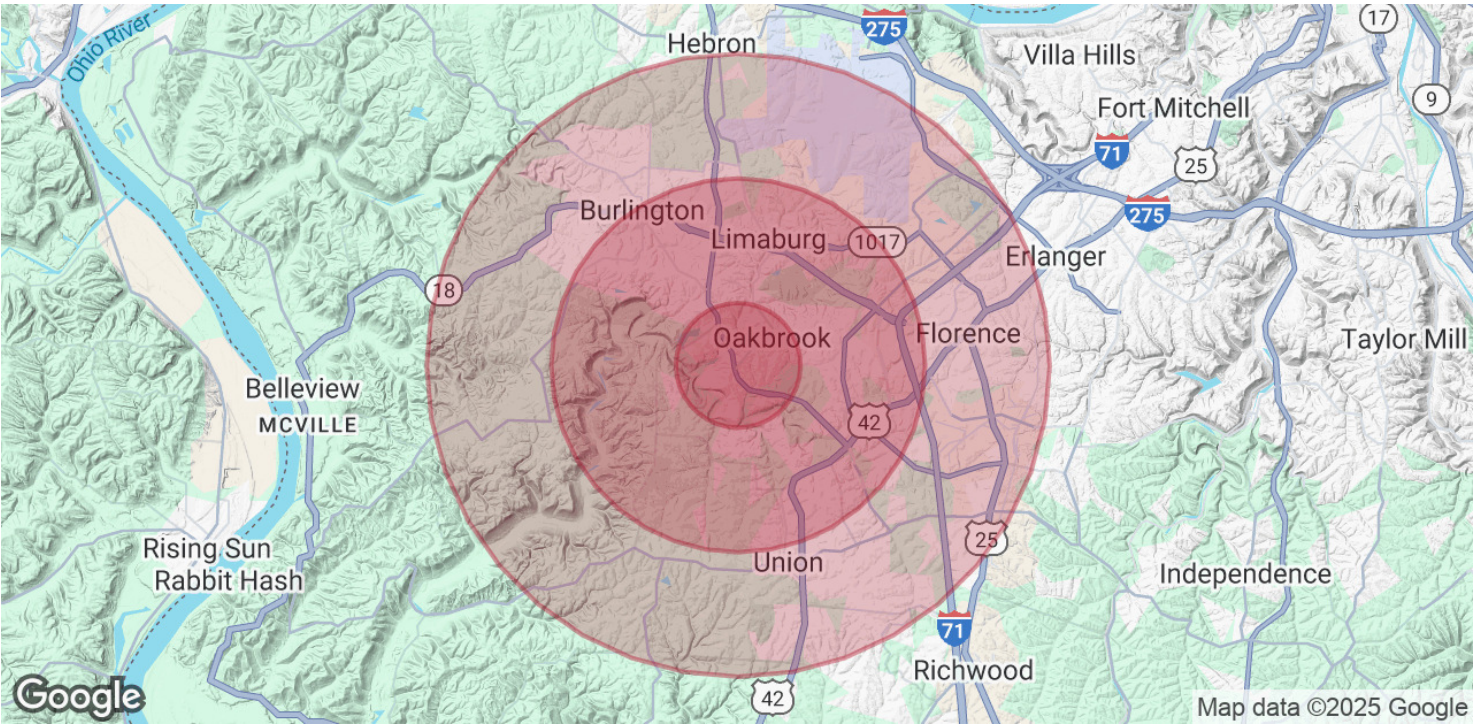 17
275
Hebron
Villa Hills
Ohio River
9
Fort Mitchell
71
25
Burlington
275
Limaburg
1017
Erlanger
18
Oakbrook
Florence
Taylor Mill
Belleview
MCVILLE
42
25
Rising Sun
Union
Rabbit Hash
Independence
71
Richwood
42
Google
Map data ©2025 Google